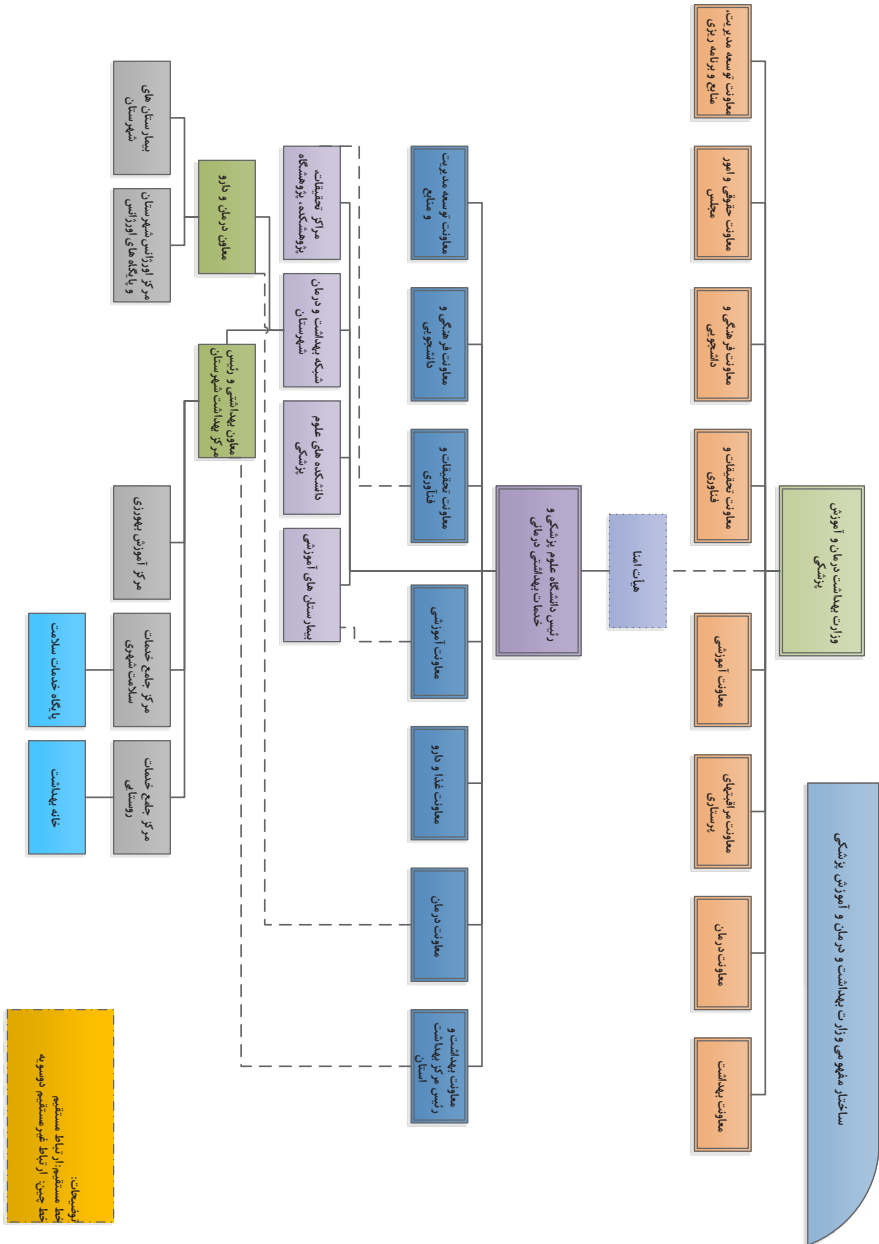 ساختار مفهومی وزارت بهداشت و درمان و آموزش پزشکی
وزارت بهداشت درمان و آموزش
پزشکی
معاونت توسعه مدیریت،
منابع و برنامه ریزی
معاونت حقوقی و امور
مجلس
معاونت فرهنگی و
داشجویی
معاونت تحقیقات و
فناوری
معاونت آموزشی
معاونت مراقبتهای
پرستاری
معاونت درمان
معاونت بهداشت
هیأت امنا
رئیس دانشگاه علوم پزشکی و
خدمات بهداشتی درمانی
معاونت توسعه مدیریت
و منابع
معاونت فرهنگی و
دانشجویی
معاونت تحقیقات و
فنآوری
معاونت آموزشی
معاونت غذا و دارو
معاونت درمان
معاونت بهداشت و
رئیس مرکز بهداشت
استان
مراکز تحقیقات،
پژوهشکده، پژوهشگاه
شبکه بهداشت و درمان
شهرستان
دانشکده های علوم
پزشکی
بیمارستان های آموزشی
معاون درمان و دارو
معاون بهداشتی و رئیس
مرکز بهداشت شهرستان
بیمارستان های
شهرستان
مرکز اورژانس شهرستان
و پایگاه های اورژانس
مرکز آموزش بهورزی
مرکز جامع خدمات
سلامت شهری
مرکز جامع خدمات
روستایی
پایگاه خدمات سلامت
خانه بهداشت
توضیحات:
خط مستقیم:ارتباط مستقیم
خط چین: ارتباط غیرمستقیم دوسویه